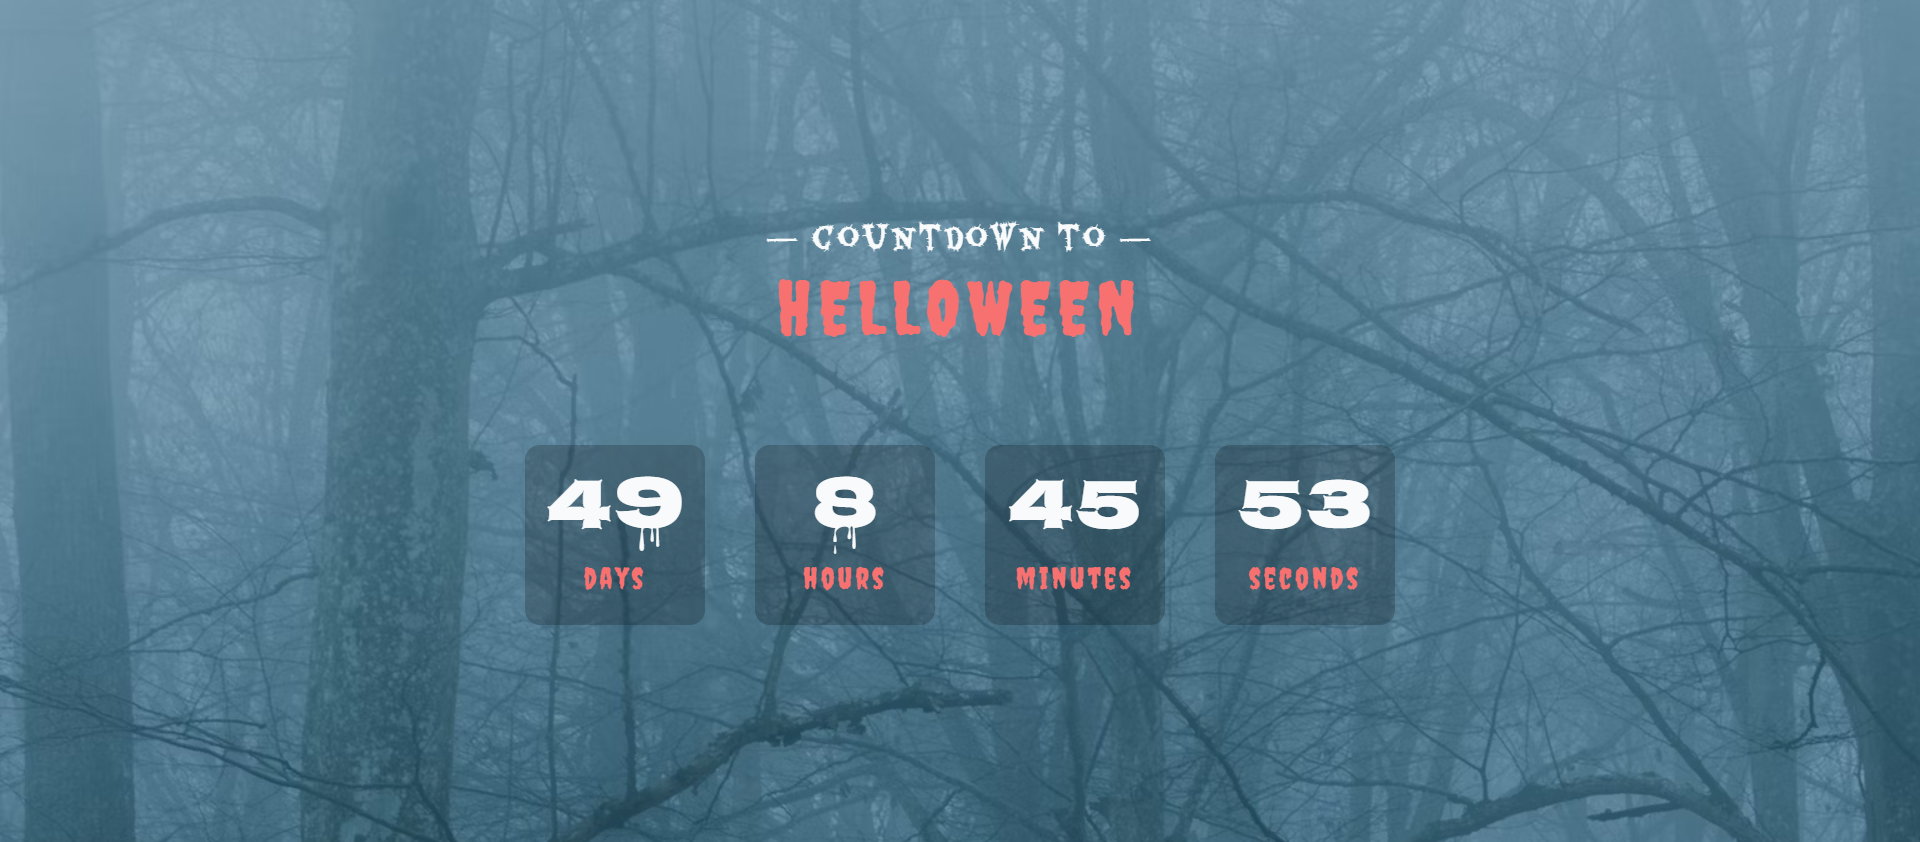 — COUNTDOWN TO —
HELLOWEEN
49 8 45 53
DAYS HOURS MINUTES SECONDS